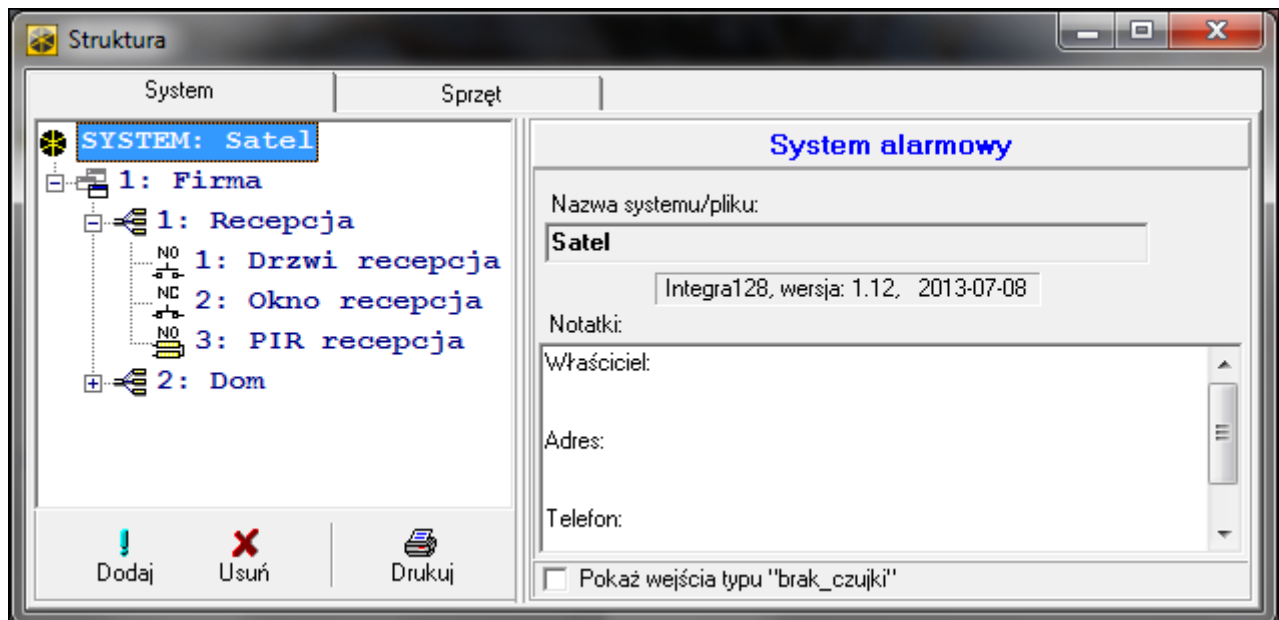 Struktura
System
Sprzęt
SYSTEM: Satel
1: Firma
1: Recepcja
NO
1: Drzwi recepcja
NC
2: Okno recepcja
NO
3: PIR recepcja
2: Dom
Dodaj
Usuń
Drukuj
System alarmowy
Nazwa systemu/pliku:
Satel
Integra128, wersja: 1.12, 2013-07-08
Notatki:
Właściciel:
Adres:
Telefon:
Pokaż wejścia typu "brak_czujki"